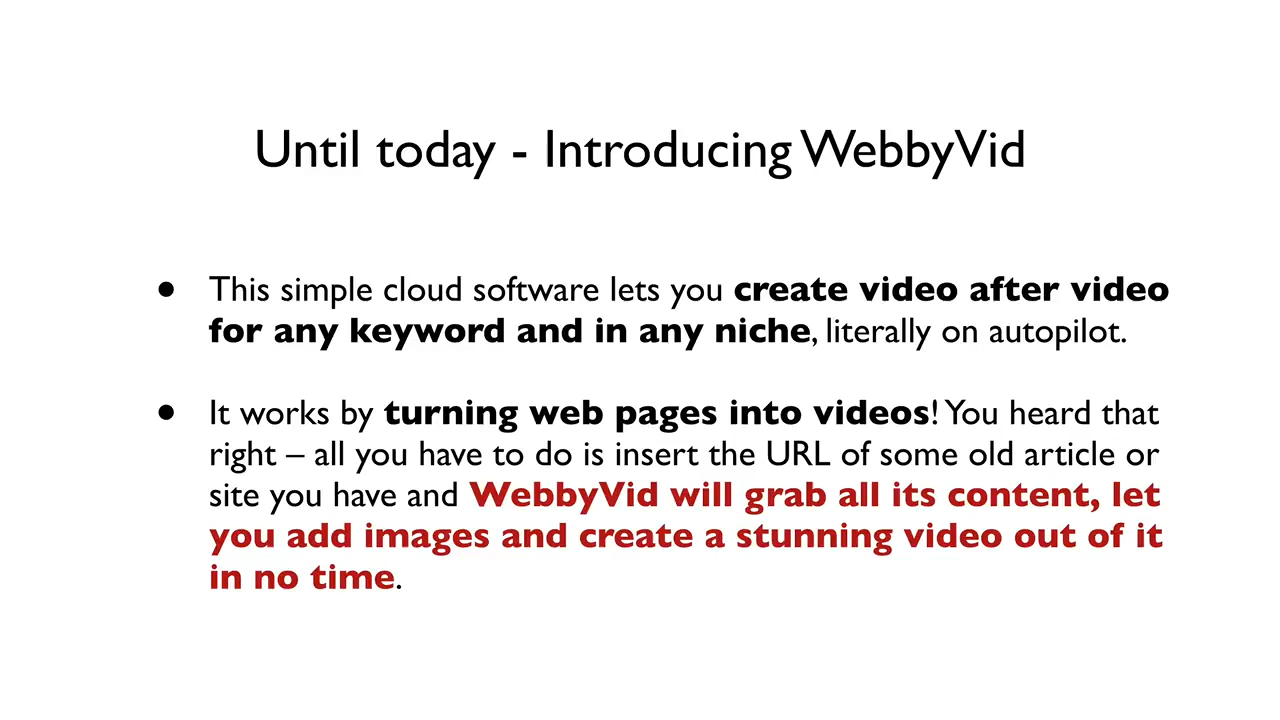 Until today - Introducing WebbyVid
• This simple cloud software lets you create video after video
for any keyword and in any niche, literally on autopilot.
• It works by turning web pages into videos! You heard that
right – all you have to do is insert the URL of some old article or
site you have and WebbyVid will grab all its content, let
you add images and create a stunning video out of it
in no time.